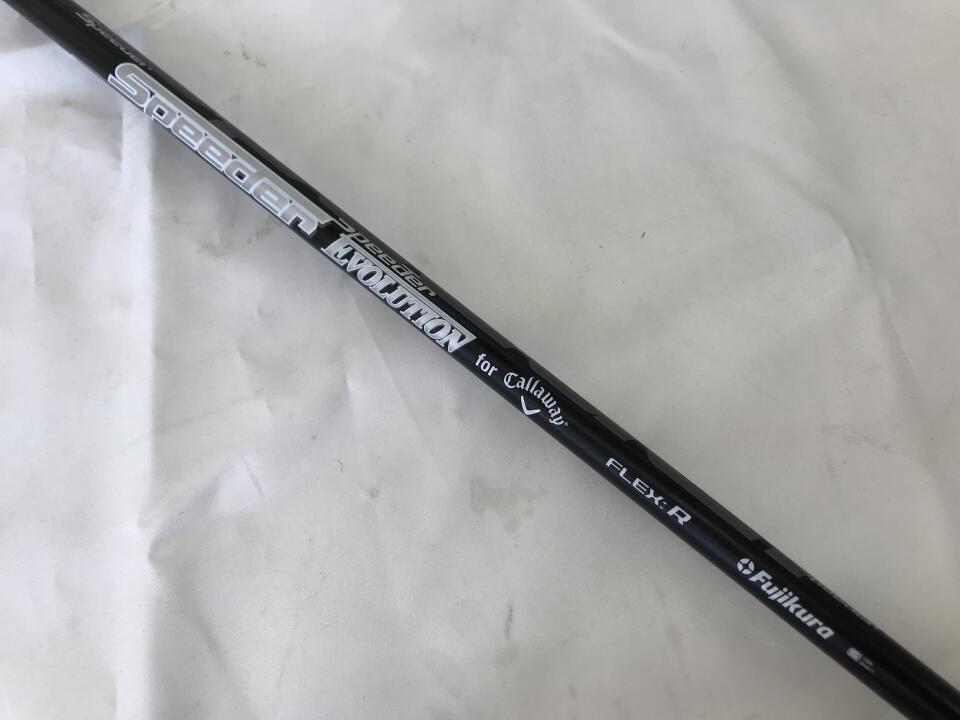 Speeder
Speeder
Speeder
EVOLUTION
for Callaway®
FLEX: R
Fujikura